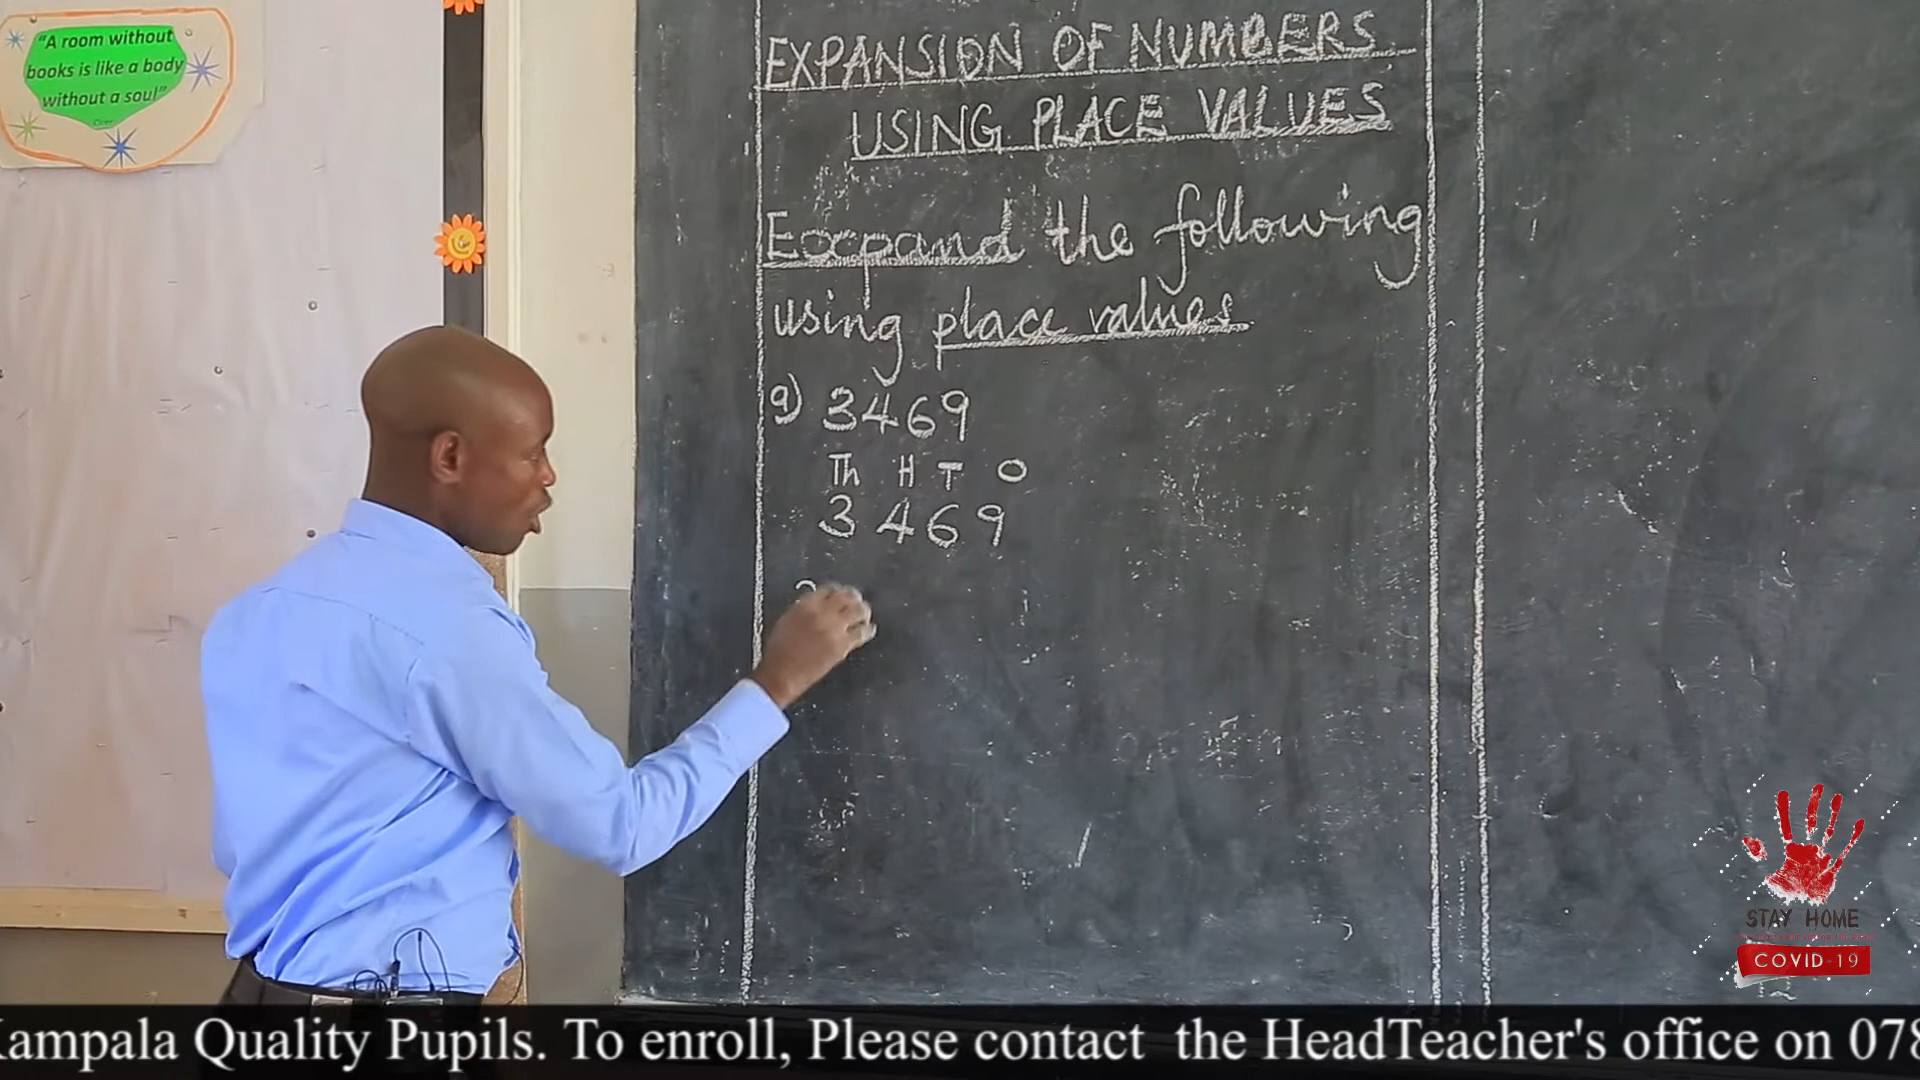 "A room without
books is like a body
without a soul"
EXPANSION OF NUMBERS
USING PLACE VALUES
Expand the following
using place values
a) 3469
Th H T O
3 4 6 9
STAY HOME
COVID-19
Kampala Quality Pupils. To enroll, Please contact the HeadTeacher's office on 078